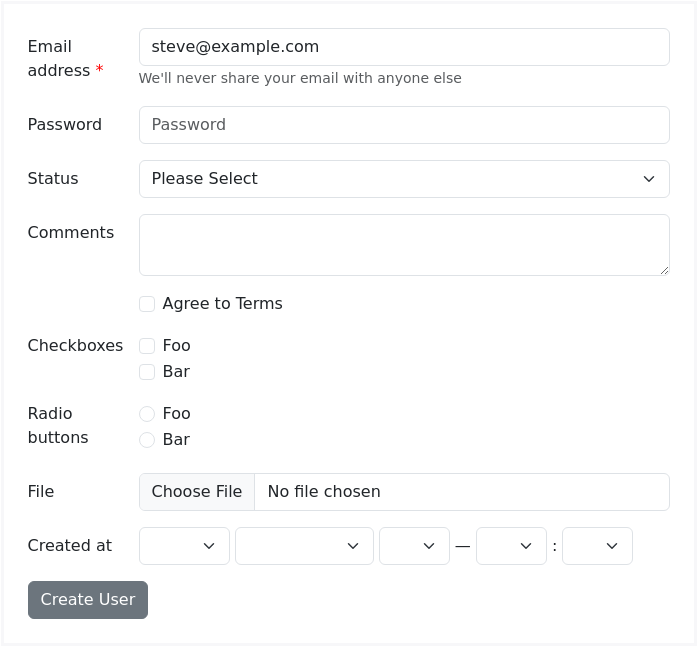 Email
address *
steve@example.com
We'll never share your email with anyone else
Password
Password
Status
Please Select
Comments
Agree to Terms
Checkboxes
Foo
Bar
Radio
buttons
Foo
Bar
File
Choose File
No file chosen
Created at
— :
Create User